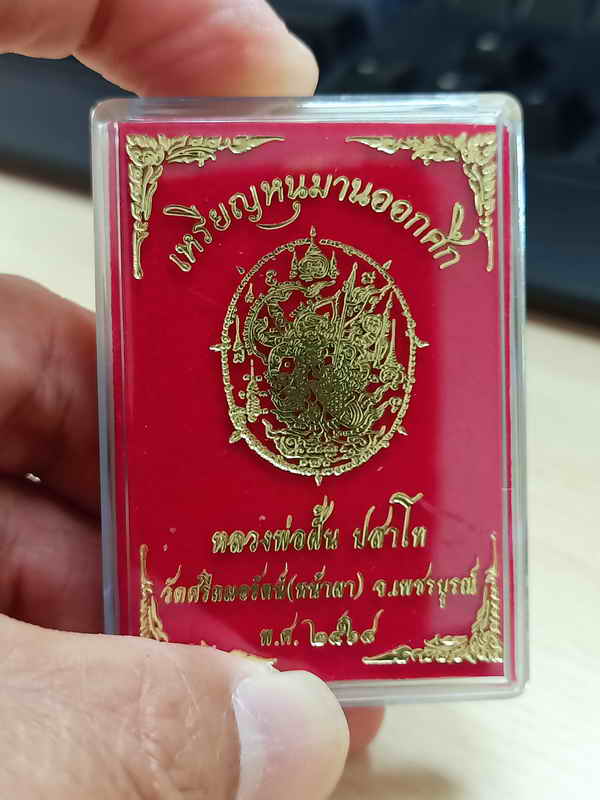 เหรียญหนุมานออกศึก
หลวงพ่อฝั้น ปสาโท
วัดศรีถมอรัตน์(หน้าผา) จ.เพชรบูรณ์
พ.ศ. ๒๕๖๘